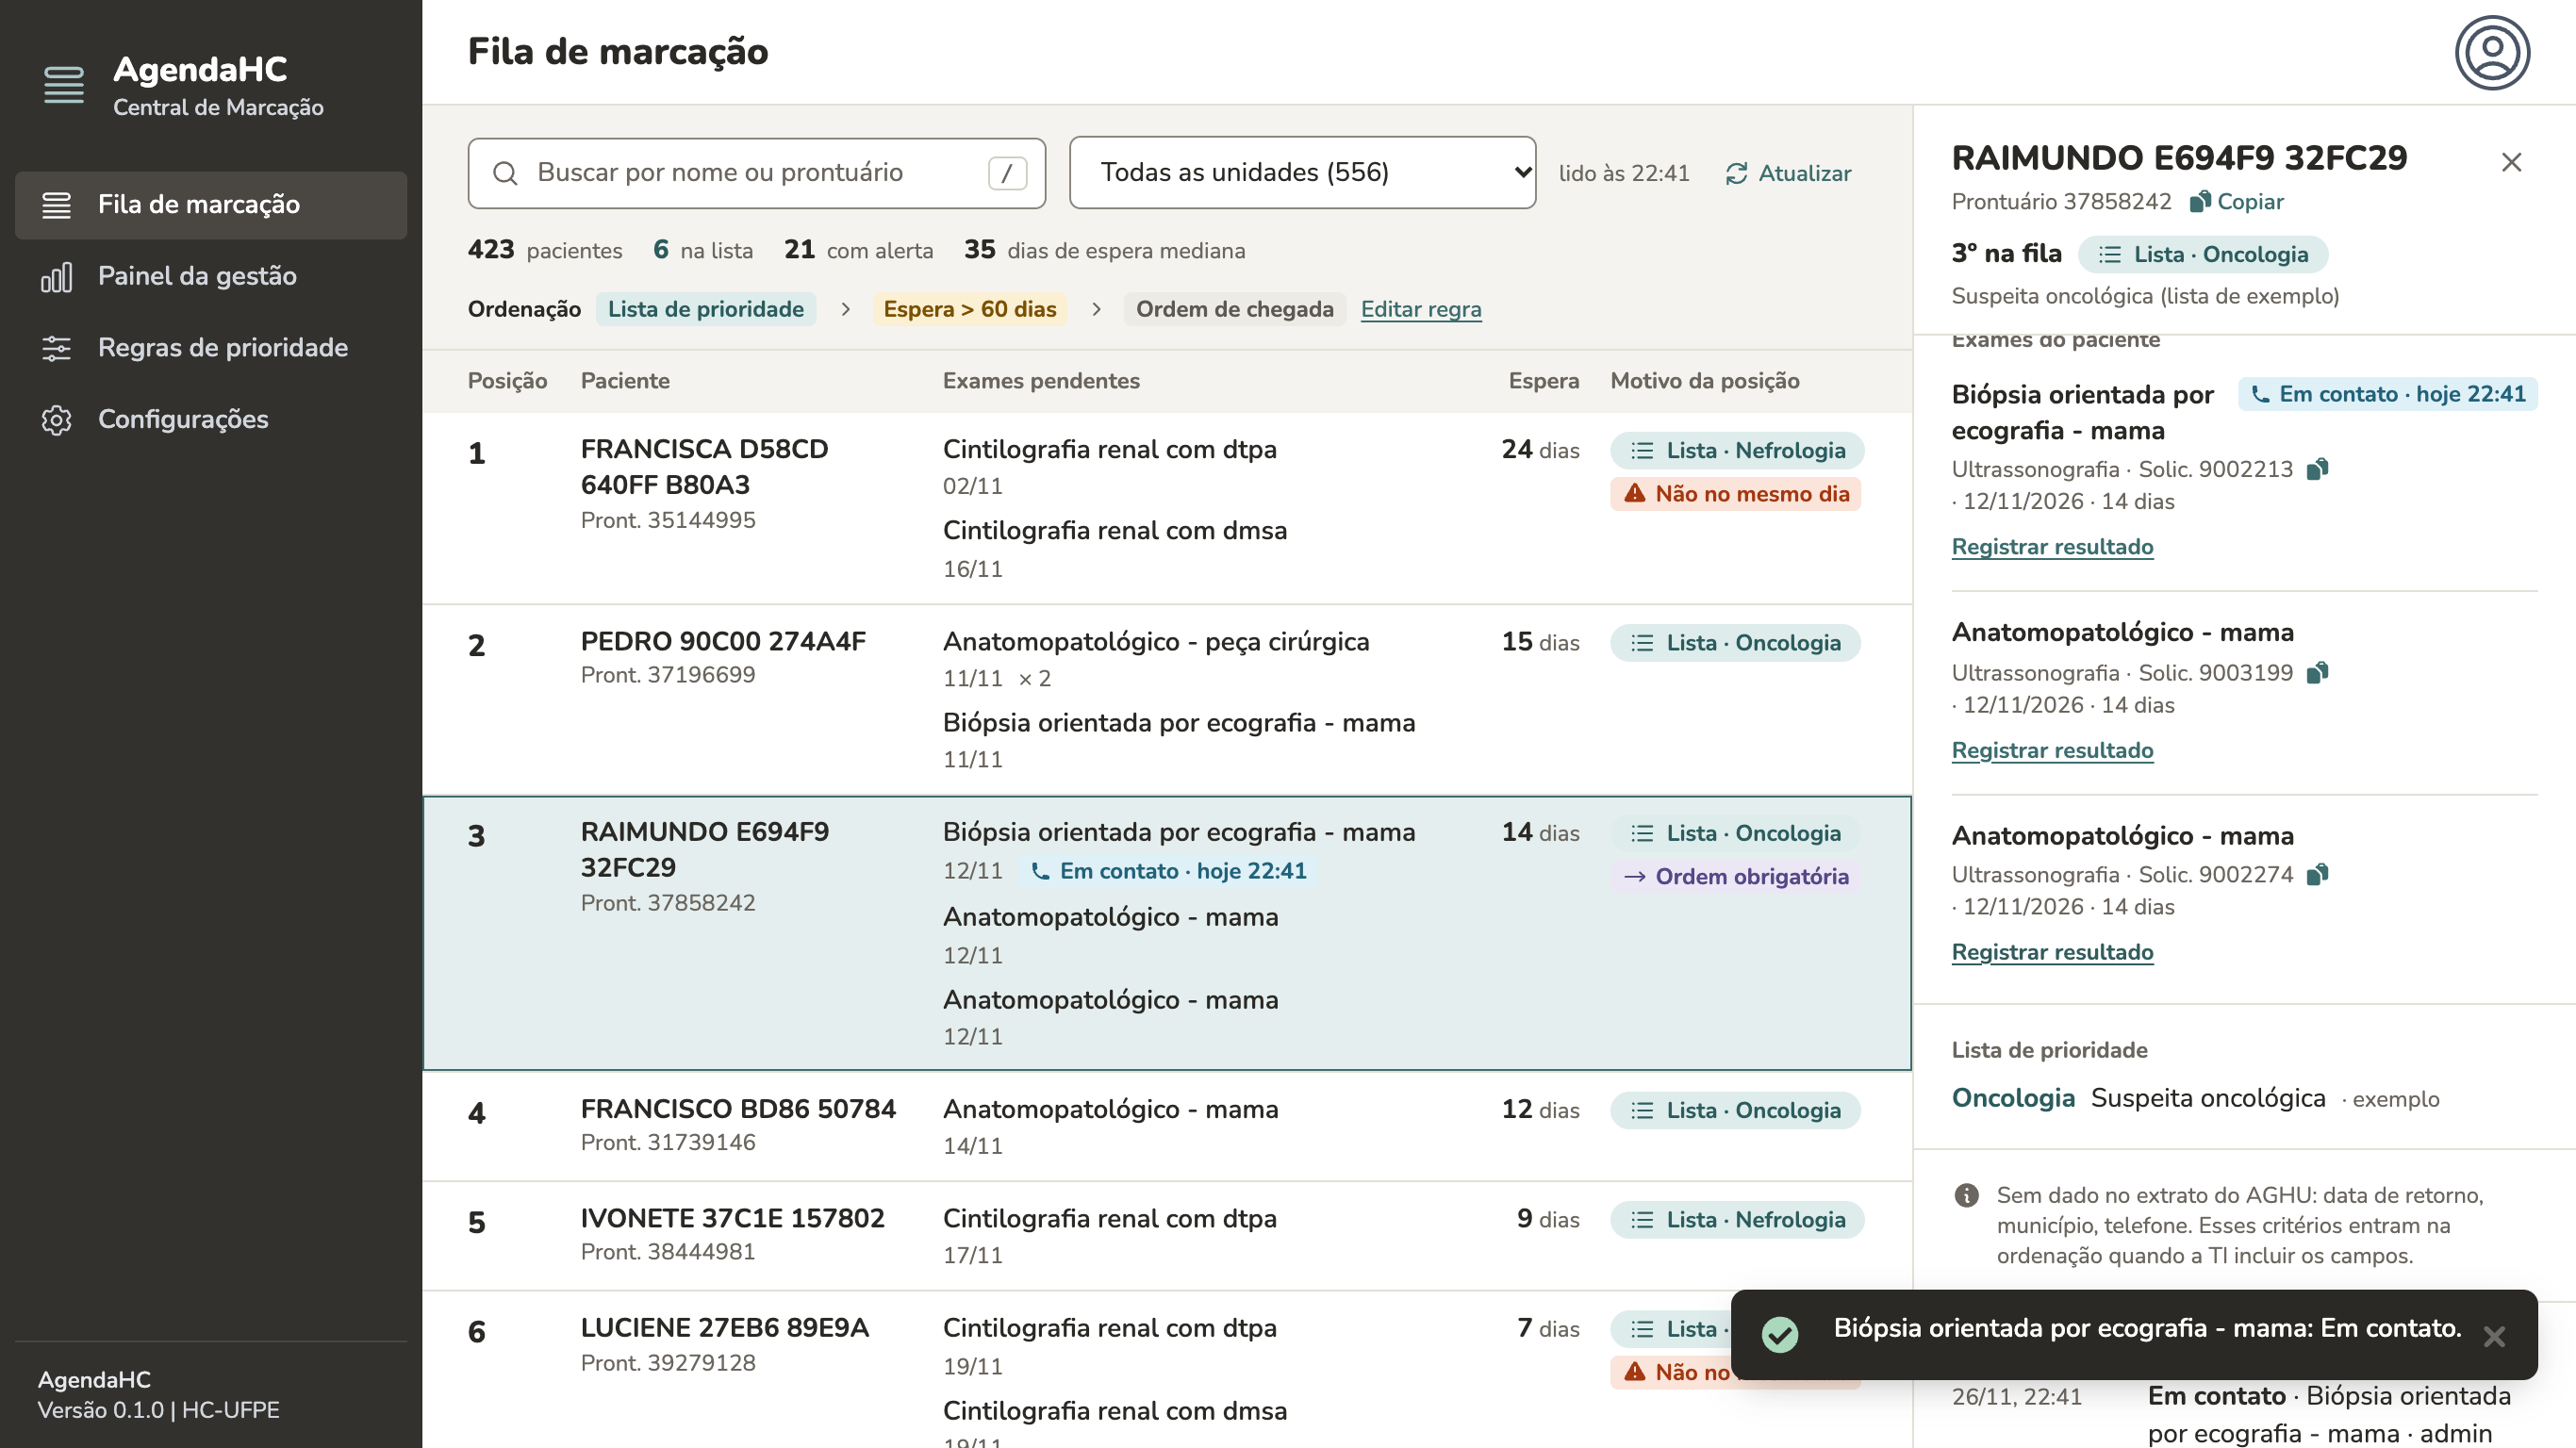 AgendaHC
Central de Marcação
Fila de marcação
Painel da gestão
Regras de prioridade
Configurações
AgendaHC
Versão 0.1.0 | HC-UFPE
Fila de marcação
Buscar por nome ou prontuário /
Todas as unidades (556)
lido às 22:41
Atualizar
423 pacientes 6 na lista 21 com alerta 35 dias de espera mediana
Ordenação Lista de prioridade > Espera > 60 dias > Ordem de chegada Editar regra
Posição Paciente Exames pendentes Espera Motivo da posição
1
FRANCISCA D58CD
640FF B80A3
Pront. 35144995
Cintilografia renal com dtpa
02/11
Cintilografia renal com dmsa
16/11
24 dias
Lista · Nefrologia
Não no mesmo dia
2
PEDRO 90C00 274A4F
Pront. 37196699
Anatomopatológico - peça cirúrgica
11/11 × 2
Biópsia orientada por ecografia - mama
11/11
15 dias
Lista · Oncologia
3
RAIMUNDO E694F9
32FC29
Pront. 37858242
Biópsia orientada por ecografia - mama
12/11 Em contato · hoje 22:41
Anatomopatológico - mama
12/11
Anatomopatológico - mama
12/11
14 dias
Lista · Oncologia
→ Ordem obrigatória
4
FRANCISCO BD86 50784
Pront. 31739146
Anatomopatológico - mama
14/11
12 dias
Lista · Oncologia
5
IVONETE 37C1E 157802
Pront. 38444981
Cintilografia renal com dtpa
17/11
9 dias
Lista · Nefrologia
6
LUCIENE 27EB6 89E9A
Pront. 39279128
Cintilografia renal com dtpa
19/11
Cintilografia renal com dmsa
19/11
7 dias
Lista ·
Não no
RAIMUNDO E694F9 32FC29
Prontuário 37858242 Copiar
3º na fila Lista · Oncologia
Suspeita oncológica (lista de exemplo)
Exames do paciente
Biópsia orientada por
ecografia - mama
Em contato · hoje 22:41
Ultrassonografia · Solic. 9002213
· 12/11/2026 · 14 dias
Registrar resultado
Anatomopatológico - mama
Ultrassonografia · Solic. 9003199
· 12/11/2026 · 14 dias
Registrar resultado
Anatomopatológico - mama
Ultrassonografia · Solic. 9002274
· 12/11/2026 · 14 dias
Registrar resultado
Lista de prioridade
Oncologia Suspeita oncológica · exemplo
Sem dado no extrato do AGHU: data de retorno,
município, telefone. Esses critérios entram na
ordenação quando a TI incluir os campos.
Biópsia orientada por ecografia - mama: Em contato.
26/11, 22:41
Em contato · Biópsia orientada
por ecografia - mama · admin